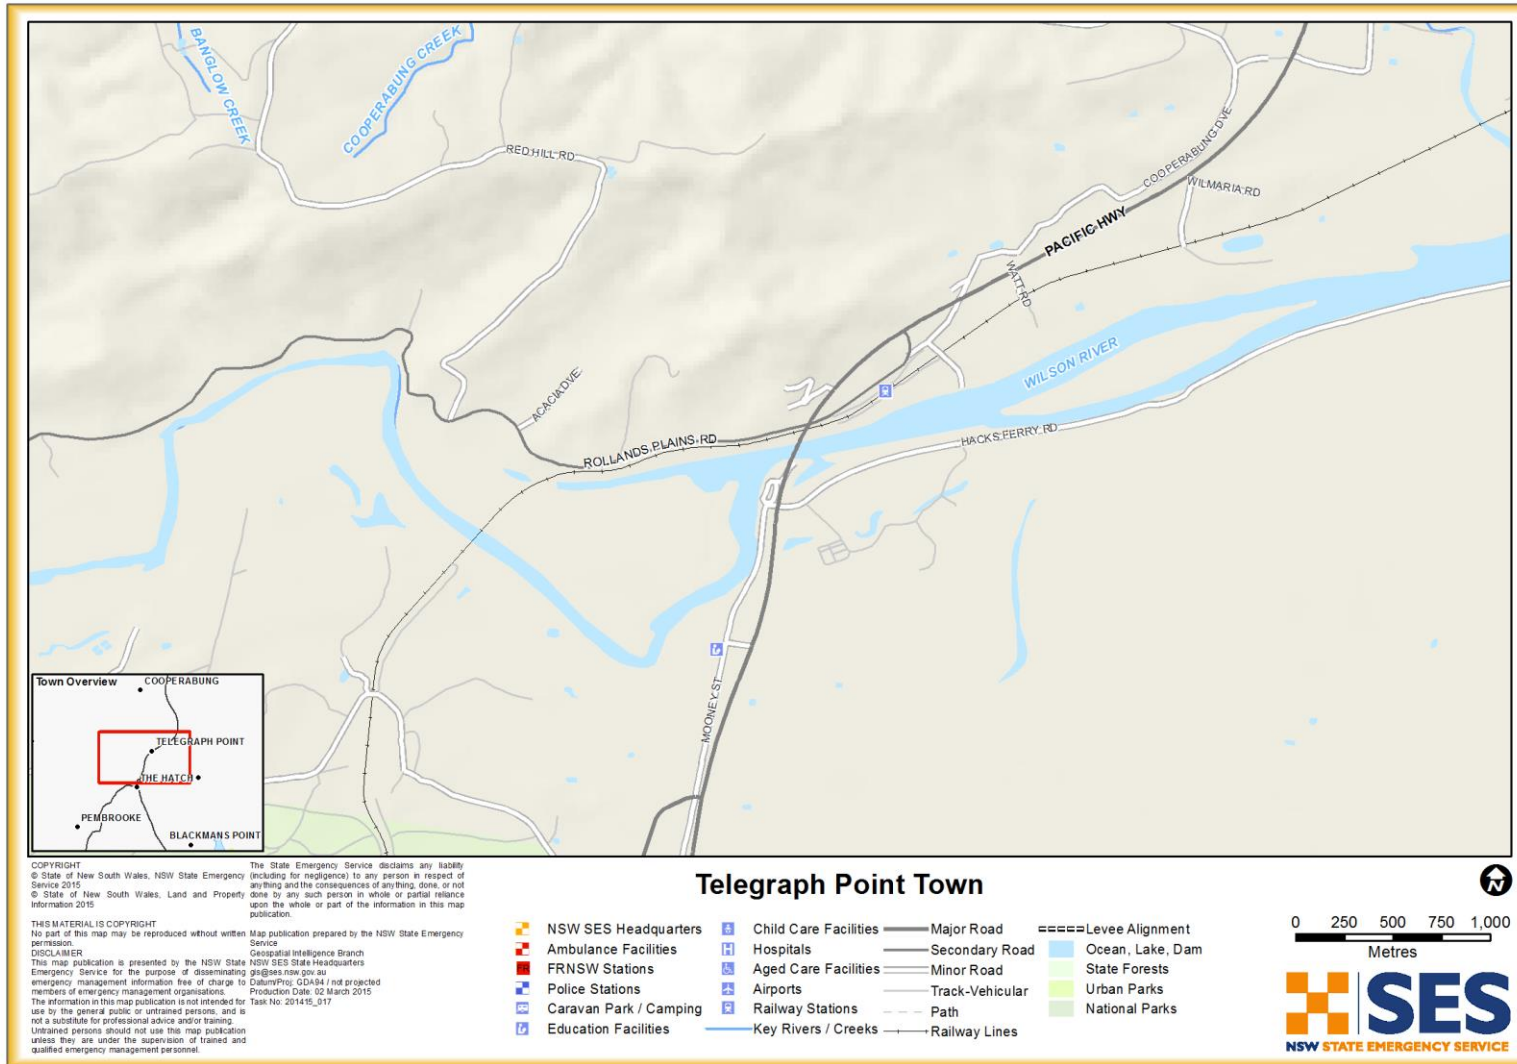 BANGLOW CREEK
COOPERABUNG CREEK
RED HILL RD
COOPERABUNG DVE
WILMARIA RD
PACIFIC HWY
WATT RD
WILSON RIVER
ACACIA DVE
ROLLANDS PLAINS RD
HACKS FERRY RD
MOONEY ST
Town Overview
COOPERABUNG
TELEGRAPH POINT
THE HATCH
PEMBROOKE
BLACKMANS POINT
COPYRIGHT
© State of New South Wales, NSW State Emergency
Service 2015
© State of New South Wales, Land and Property
Information 2015
THIS MATERIAL IS COPYRIGHT
No part of this map may be reproduced without written
permission.
DISCLAIMER
This map publication is presented by the NSW State
Emergency Service for the purpose of disseminating
emergency management information free of charge to
members of emergency management organisations.
The information in this map publication is not intended for
use by the general public or untrained persons, and is
not a substitute for professional advice and/or training.
Untrained persons should not use this map publication
unless they are under the supervision of trained and
qualified emergency management personnel.
The State Emergency Service disclaims any liability
(including for negligence) to any person in respect of
anything and the consequences of anything, done, or not
done by any such person in whole or partial reliance
upon the whole or part of the information in this map
publication.
Map publication prepared by the NSW State Emergency
Service
Geospatial Intelligence Branch
NSW SES State Headquarters
gis@ses.nsw.gov.au
Datum/Proj: GDA94 / not projected
Production Date: 02 March 2015
Task No: 201415_017
Telegraph Point Town
NSW SES Headquarters
Ambulance Facilities
FR
FRNSW Stations
Police Stations
Caravan Park / Camping
Education Facilities
Child Care Facilities
H
Hospitals
Aged Care Facilities
Airports
Railway Stations
Key Rivers / Creeks
Major Road
Secondary Road
Minor Road
Track-Vehicular
Path
Railway Lines
Levee Alignment
Ocean, Lake, Dam
State Forests
Urban Parks
National Parks
N
0 250 500 750 1,000
Metres
SES
NSW STATE EMERGENCY SERVICE